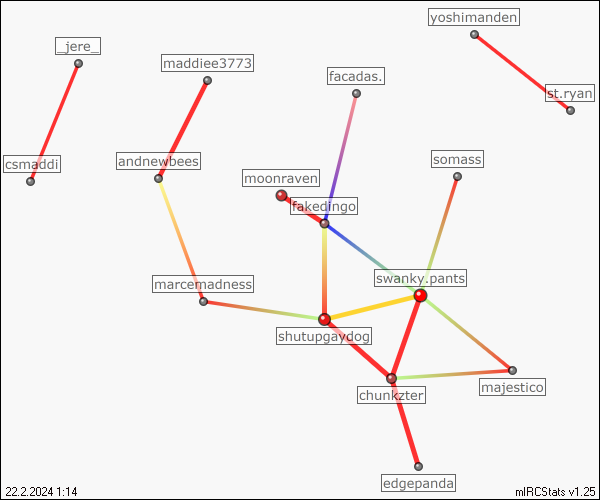 yoshimanden
_jere_
maddiee3773
facadas.
st.ryan
csmaddi
andnewbees
somass
moonraven
fakedingo
swanky.pants
marcemadness
shutupgaydog
majestico
chunkzter
edgepanda
22.2.2024 1:14
mIRCStats v1.25